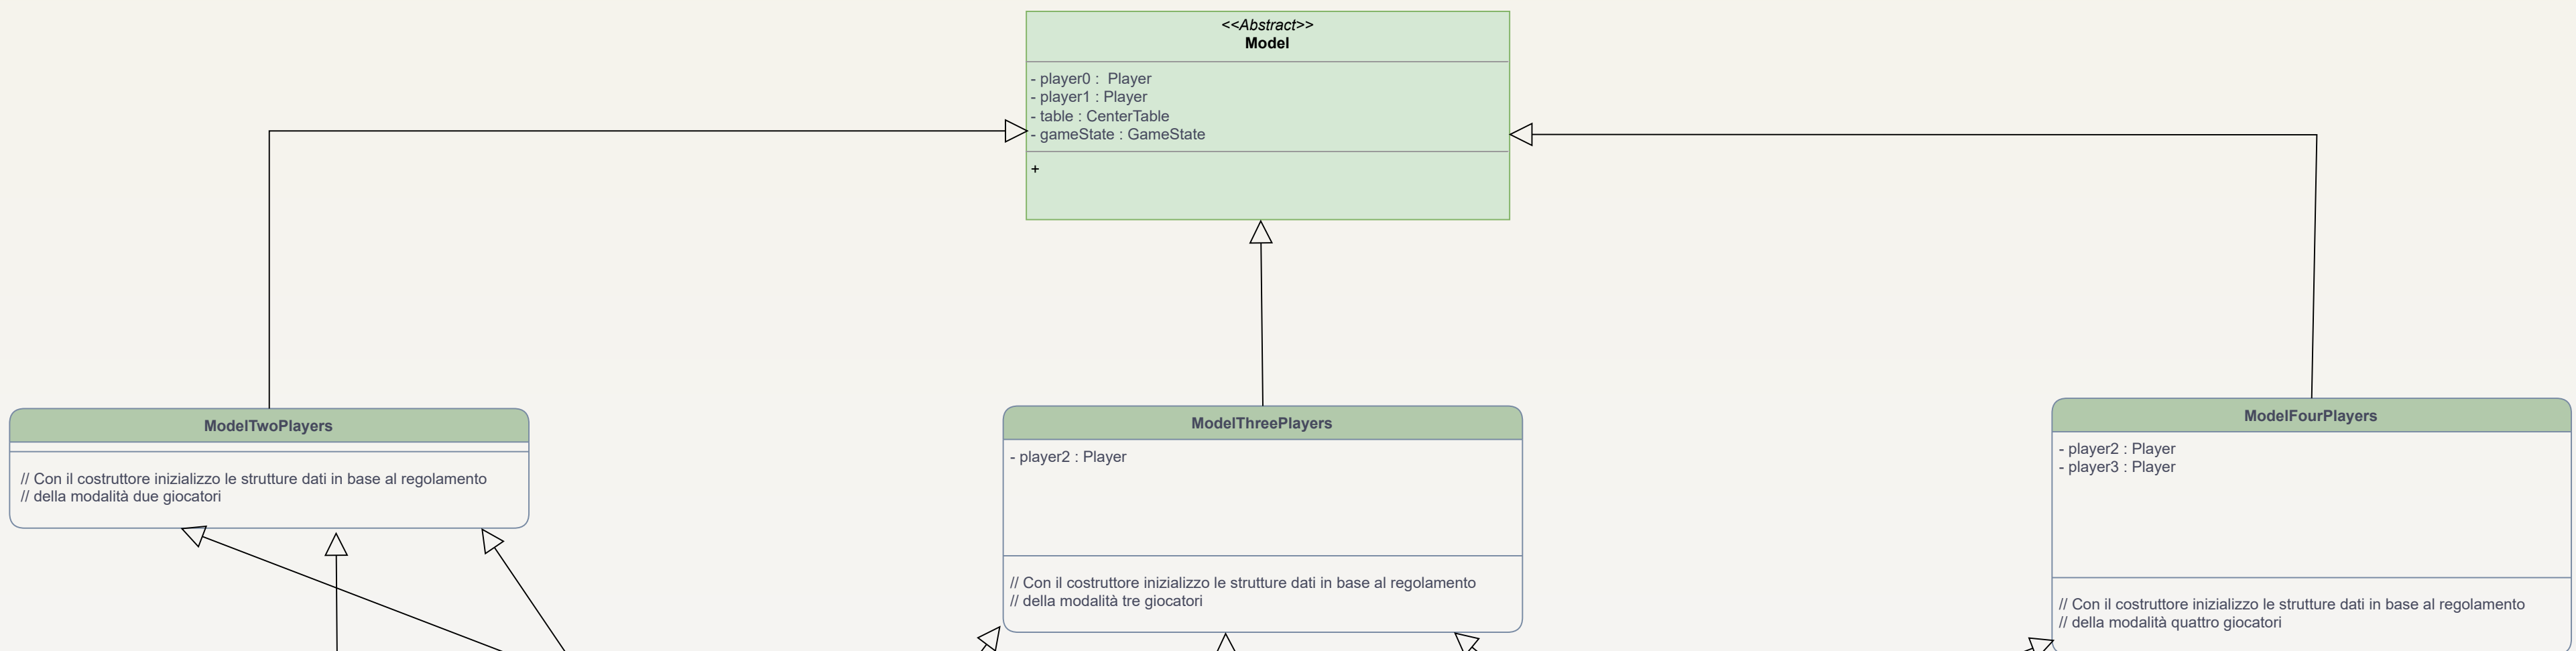 <<Abstract>>
Model
- player0 :  Player
- player1 : Player
- table : CenterTable
- gameState : GameState
+
ModelTwoPlayers
// Con il costruttore inizializzo le strutture dati in base al regolamento
// della modalità due giocatori
ModelThreePlayers
- player2 : Player
// Con il costruttore inizializzo le strutture dati in base al regolamento
// della modalità tre giocatori
ModelFourPlayers
- player2 : Player
- player3 : Player
// Con il costruttore inizializzo le strutture dati in base al regolamento
// della modalità quattro giocatori